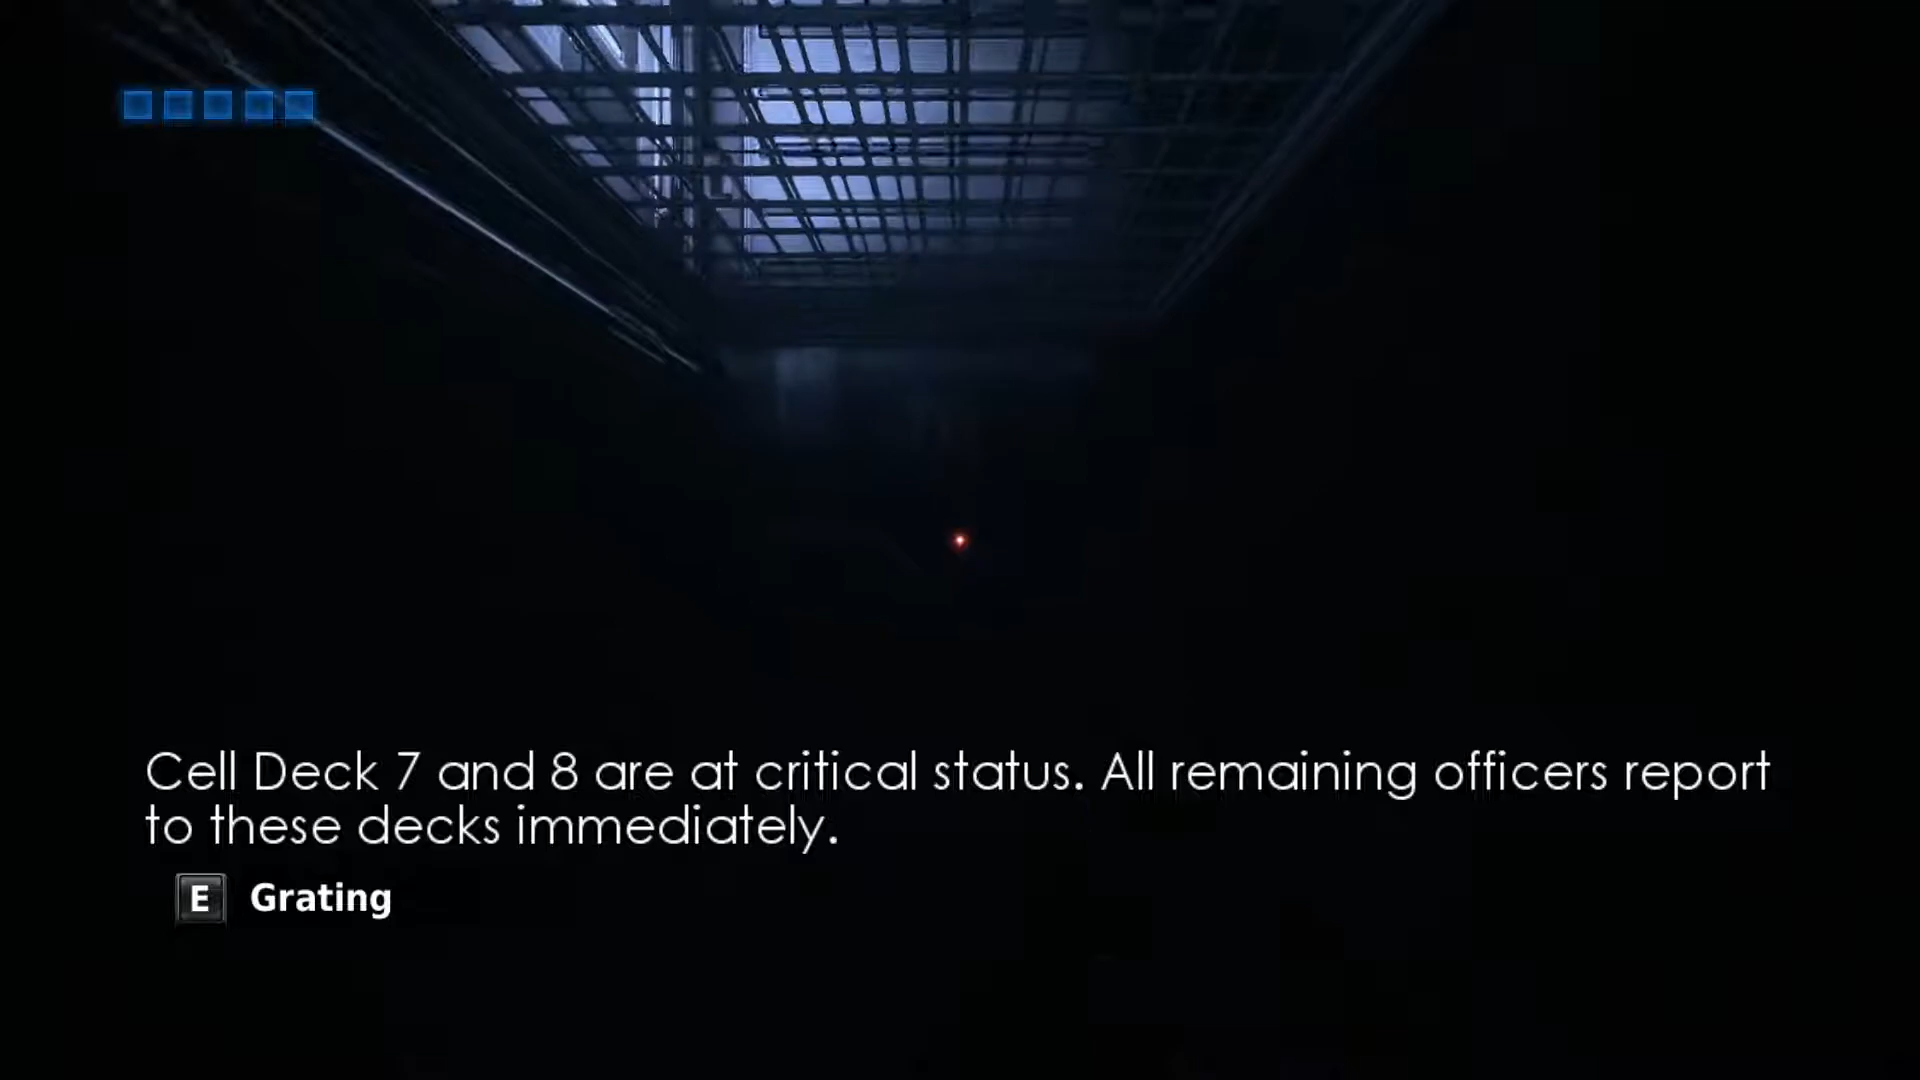 Cell Deck 7 and 8 are at critical status. All remaining officers report
to these decks immediately.
E Grating